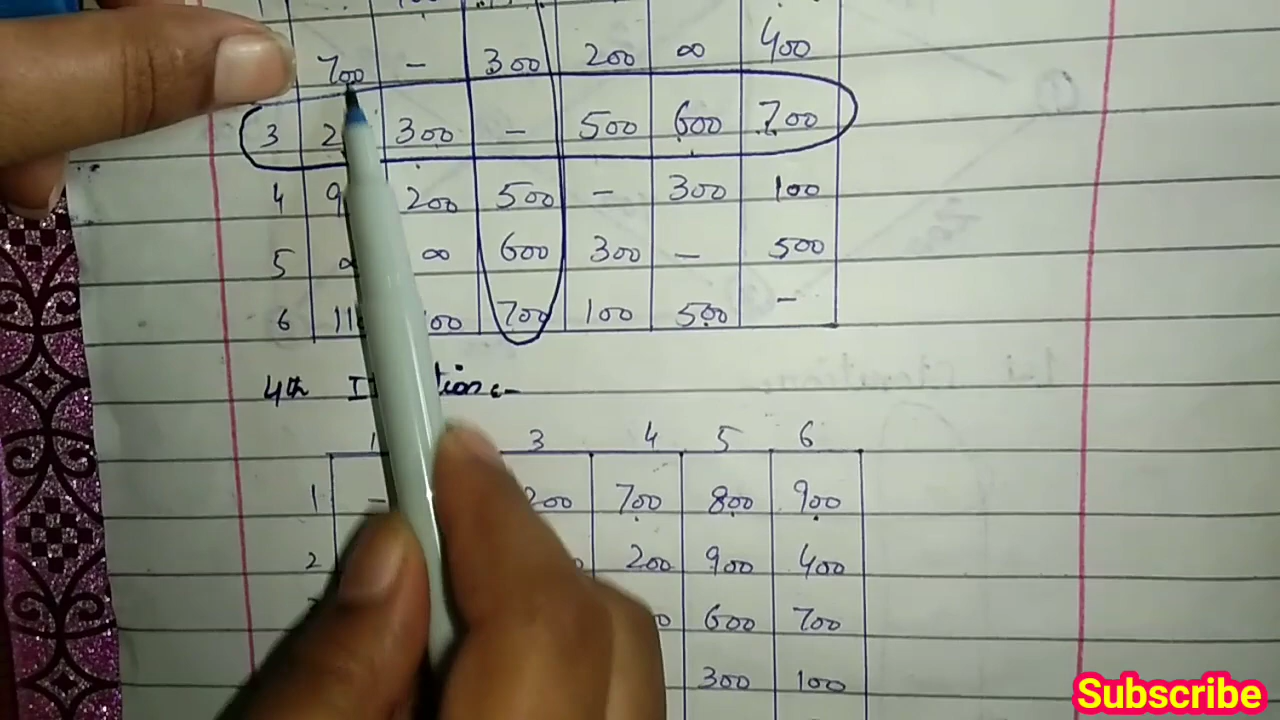 700 - 300 200 ∞ 400
3 300 - 500 600 700
4 200 500 - 300 100
5 ∞ 600 300 - 500
6 700 100 500 -
4th
3 4 5 6
1 - 700 800 900
2 200 900 400
600 700
300 100
Subscribe